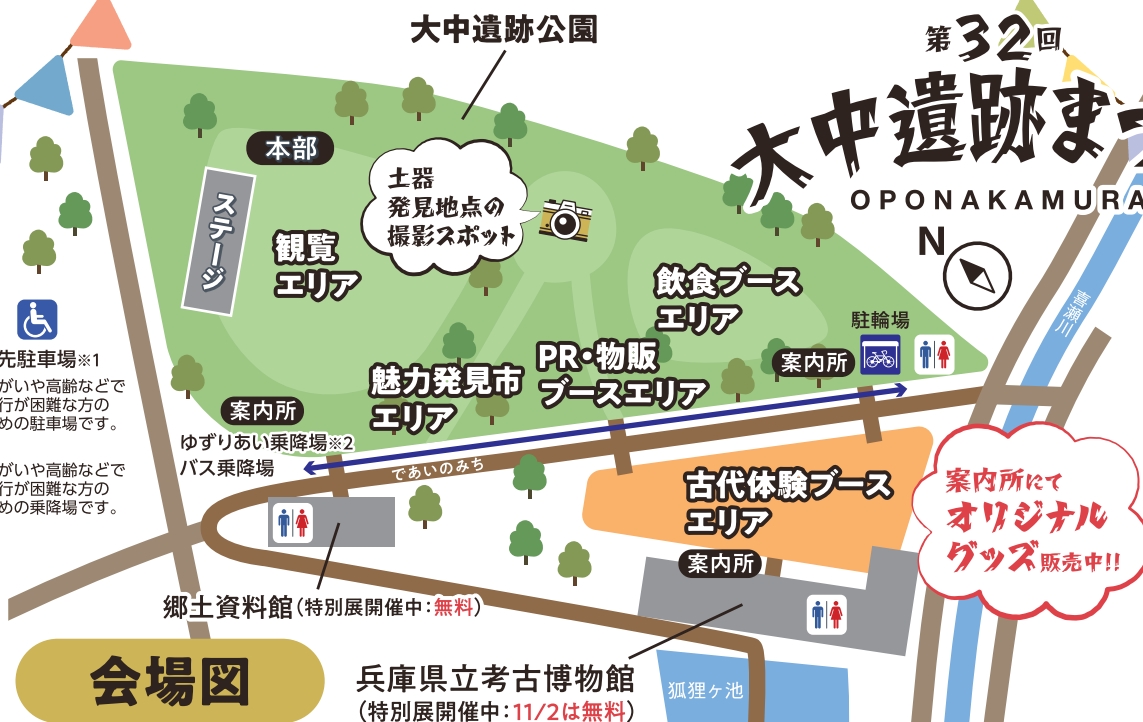 大中遺跡公園
第32回
大中遺跡ま
OPONAKAMURA
N
本部
ステージ
土器
発見地点の
撮影スポット
観覧
エリア
飲食ブース
エリア
駐輪場
案内所
喜瀬川
PR・物販
ブースエリア
魅力発見市
エリア
先駐車場※1
がいや高齢などで
行が困難な方の
めの駐車場です。
案内所
ゆずりあい乗降場※2
バス乗降場
がいや高齢などで
行が困難な方の
めの乗降場です。
であいのみち
古代体験ブース
エリア
案内所
案内所にて
オリジナル
グッズ販売中!!
郷土資料館(特別展開催中:無料)
会場図
兵庫県立考古博物館
(特別展開催中:11/2は無料)
狐狸ヶ池